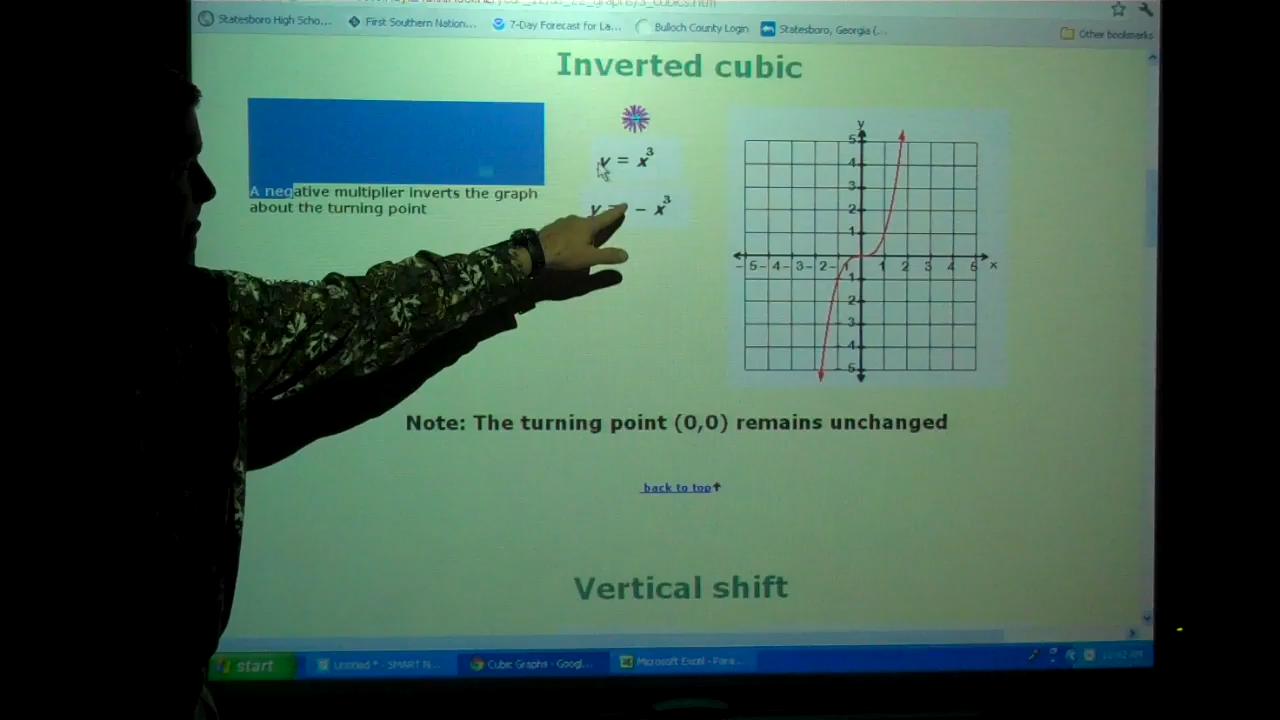 Statesboro High Scho... First Southern Nation... 7-Day Forecast for La... Bulloch County Login Statesboro, Georgia (...
Other bookmarks
Inverted cubic
y = x³
A negative multiplier inverts the graph
about the turning point
y = - x³
y
5
4
3
2
1
-5 -4 -3 -2 -1 1 2 3 4 5 x
1
2
3
4
5
Note: The turning point (0,0) remains unchanged
back to top
Vertical shift
start Untitled * - SMART N... Cubic Graphs - Googl... Microsoft Excel - Para...